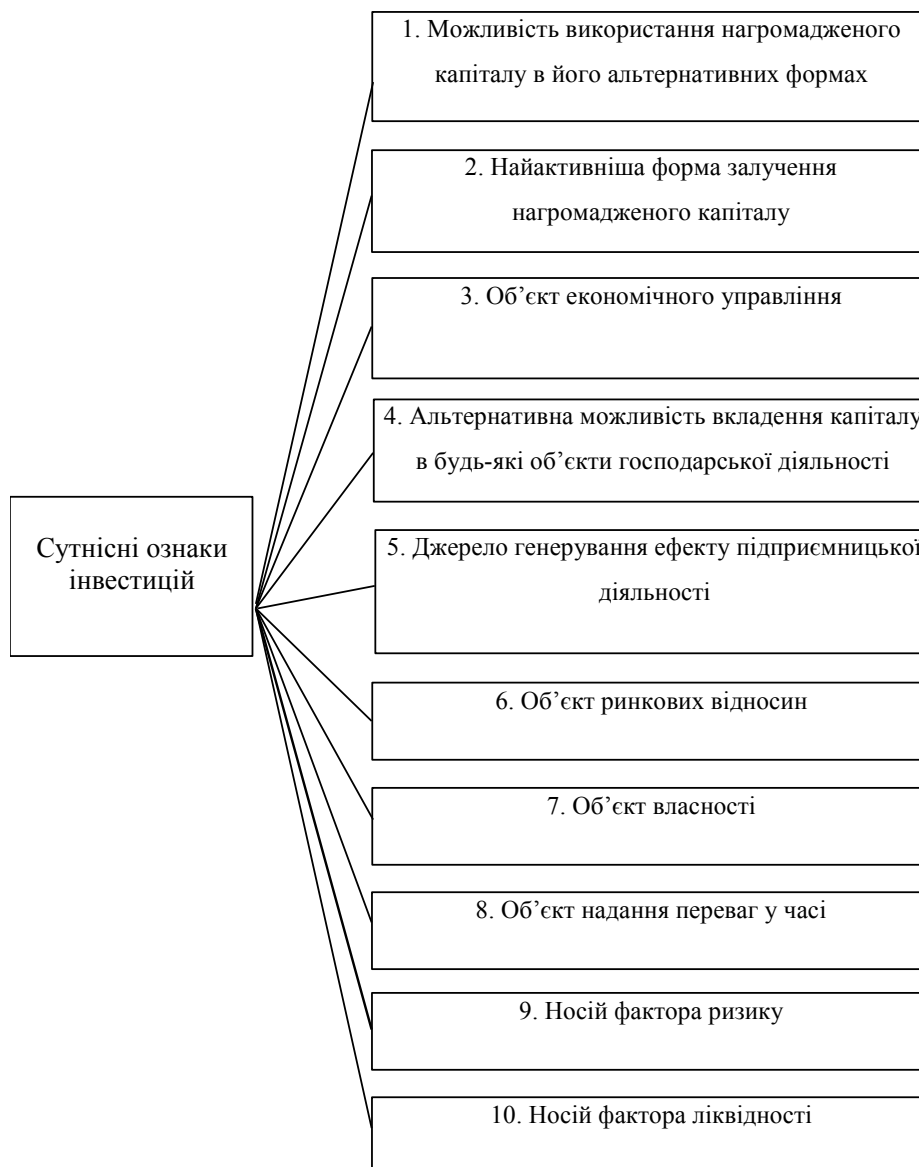 1. Можливість використання нагромадженого
капіталу в його альтернативних формах
2. Найактивніша форма залучення
нагромадженого капіталу
3. Об’єкт економічного управління
4. Альтернативна можливість вкладення капіталу
в будь-які об’єкти господарської діяльності
Сутнісні ознаки
інвестицій
5. Джерело генерування ефекту підприємницької
діяльності
6. Об’єкт ринкових відносин
7. Об’єкт власності
8. Об’єкт надання переваг у часі
9. Носій фактора ризику
10. Носій фактора ліквідності